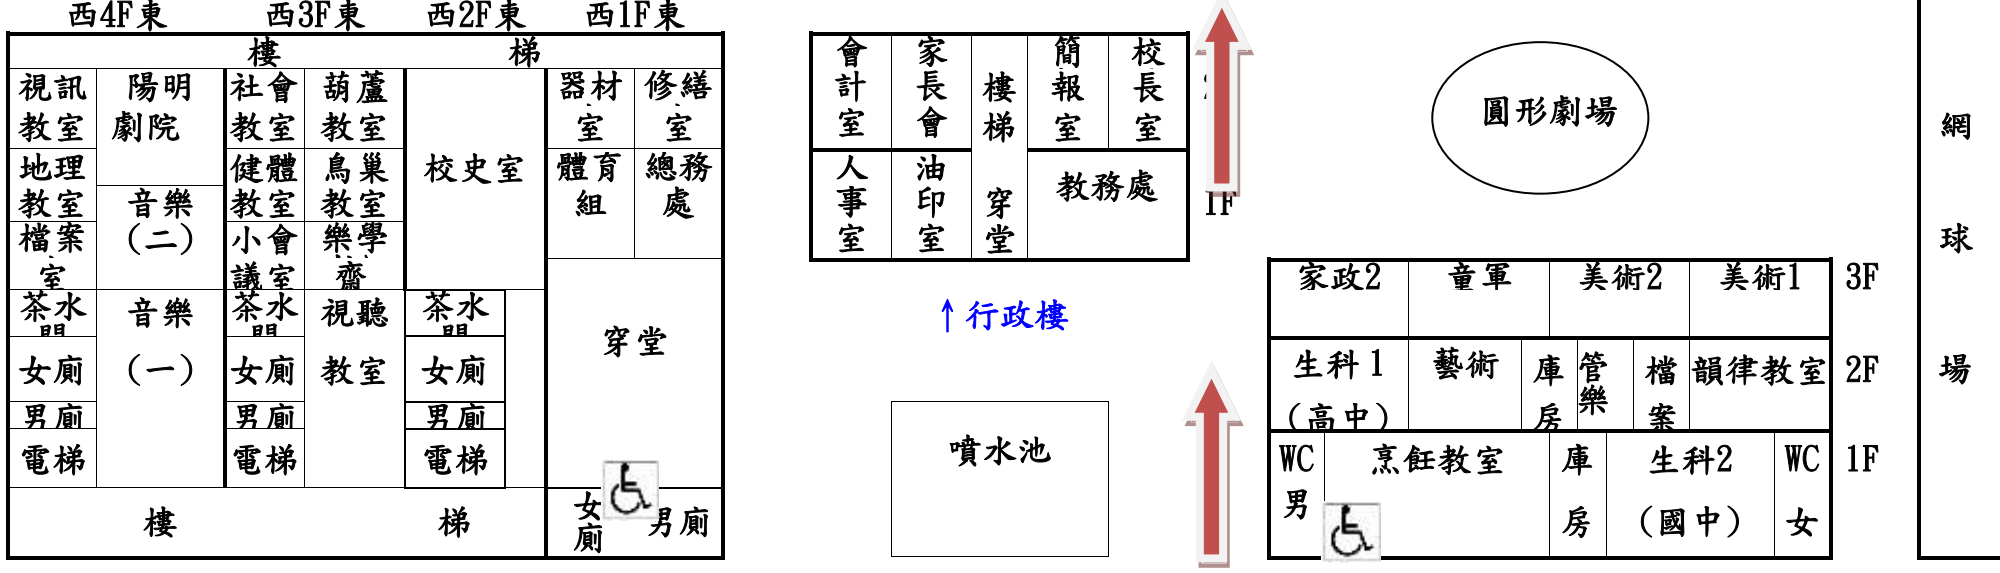 西4F東 西3F東 西2F東 西1F東
樓 梯
視訊
教室
陽明
劇院
社會
教室
葫蘆
教室
器材
室
修繕
室
地理
教室
音樂
(二)
健體
教室
鳥巢
教室
校史室
體育
組
總務
處
檔案
室
小會
議室
樂學
齋
茶水
間
音樂
(一)
茶水
間
視聽
教室
茶水
間
穿堂
女廁
女廁
女廁
男廁
男廁
男廁
電梯
電梯
電梯
樓 梯
女
廁
男廁
會
計
室
家
長
會
樓
梯
穿
堂
簡
報
室
校
長
室
人
事
室
油
印
室
教務處
1F
↑行政樓
噴水池
圓形劇場
家政2 童軍 美術2 美術1 3F
生科1
(高中)
藝術
庫
房
管
樂
檔
案
韻律教室
2F
WC
男
烹飪教室
庫
房
生科2
(國中)
WC
女
1F
網
球
場